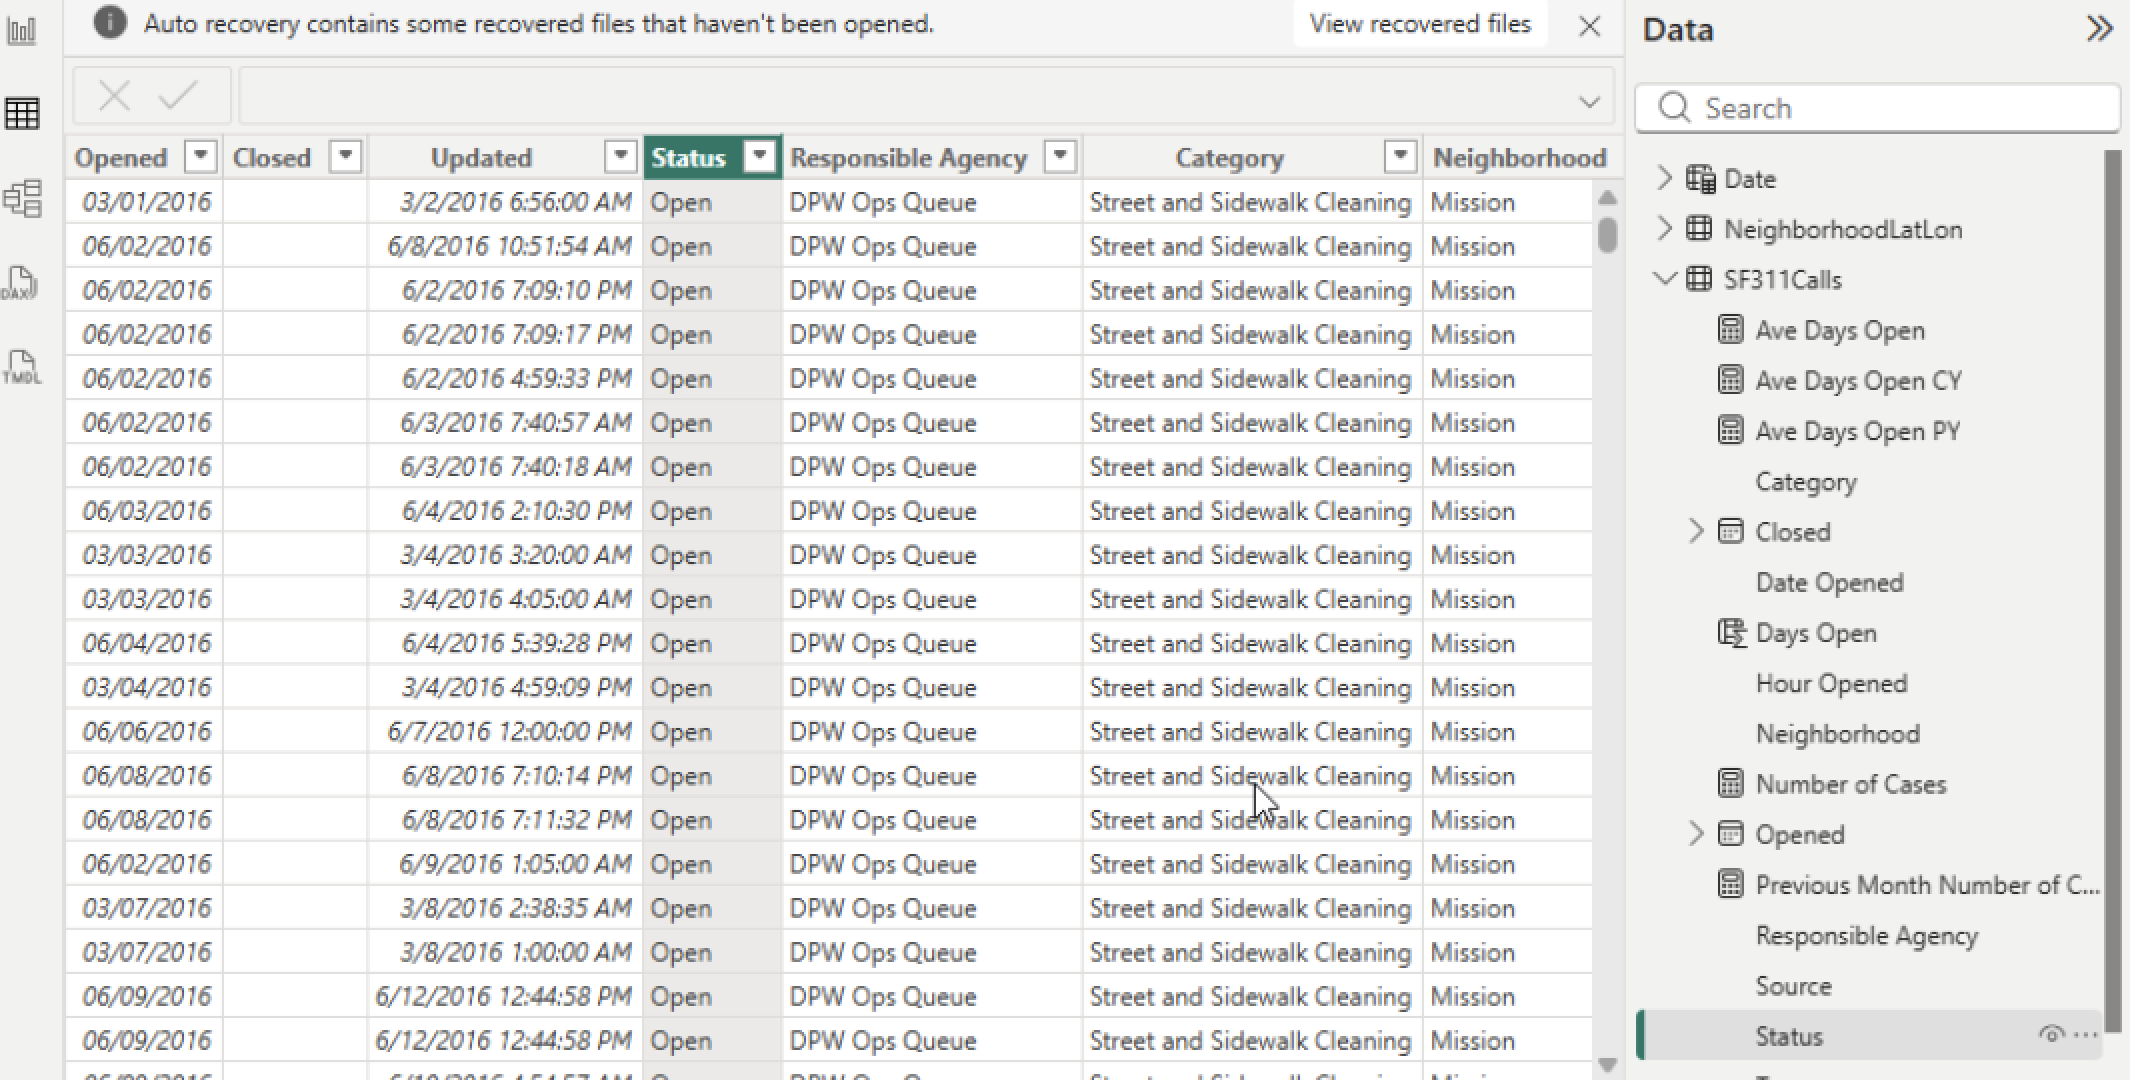 Auto recovery contains some recovered files that haven't been opened. View recovered files
Opened Closed Updated Status Responsible Agency Category Neighborhood
03/01/2016 3/2/2016 6:56:00 AM Open DPW Ops Queue Street and Sidewalk Cleaning Mission
06/02/2016 6/8/2016 10:51:54 AM Open DPW Ops Queue Street and Sidewalk Cleaning Mission
06/02/2016 6/2/2016 7:09:10 PM Open DPW Ops Queue Street and Sidewalk Cleaning Mission
06/02/2016 6/2/2016 7:09:17 PM Open DPW Ops Queue Street and Sidewalk Cleaning Mission
06/02/2016 6/2/2016 4:59:33 PM Open DPW Ops Queue Street and Sidewalk Cleaning Mission
06/02/2016 6/3/2016 7:40:57 AM Open DPW Ops Queue Street and Sidewalk Cleaning Mission
06/02/2016 6/3/2016 7:40:18 AM Open DPW Ops Queue Street and Sidewalk Cleaning Mission
06/03/2016 6/4/2016 2:10:30 PM Open DPW Ops Queue Street and Sidewalk Cleaning Mission
03/03/2016 3/4/2016 3:20:00 AM Open DPW Ops Queue Street and Sidewalk Cleaning Mission
03/03/2016 3/4/2016 4:05:00 AM Open DPW Ops Queue Street and Sidewalk Cleaning Mission
06/04/2016 6/4/2016 5:39:28 PM Open DPW Ops Queue Street and Sidewalk Cleaning Mission
03/04/2016 3/4/2016 4:59:09 PM Open DPW Ops Queue Street and Sidewalk Cleaning Mission
06/06/2016 6/7/2016 12:00:00 PM Open DPW Ops Queue Street and Sidewalk Cleaning Mission
06/08/2016 6/8/2016 7:10:14 PM Open DPW Ops Queue Street and Sidewalk Cleaning Mission
06/08/2016 6/8/2016 7:11:32 PM Open DPW Ops Queue Street and Sidewalk Cleaning Mission
06/02/2016 6/9/2016 1:05:00 AM Open DPW Ops Queue Street and Sidewalk Cleaning Mission
03/07/2016 3/8/2016 2:38:35 AM Open DPW Ops Queue Street and Sidewalk Cleaning Mission
03/07/2016 3/8/2016 1:00:00 AM Open DPW Ops Queue Street and Sidewalk Cleaning Mission
06/09/2016 6/12/2016 12:44:58 PM Open DPW Ops Queue Street and Sidewalk Cleaning Mission
06/09/2016 6/12/2016 12:44:58 PM Open DPW Ops Queue Street and Sidewalk Cleaning Mission
DAX
TMDL
Data
Search
Date
NeighborhoodLatLon
SF311Calls
Ave Days Open
Ave Days Open CY
Ave Days Open PY
Category
Closed
Date Opened
Days Open
Hour Opened
Neighborhood
Number of Cases
Opened
Previous Month Number of C...
Responsible Agency
Source
Status